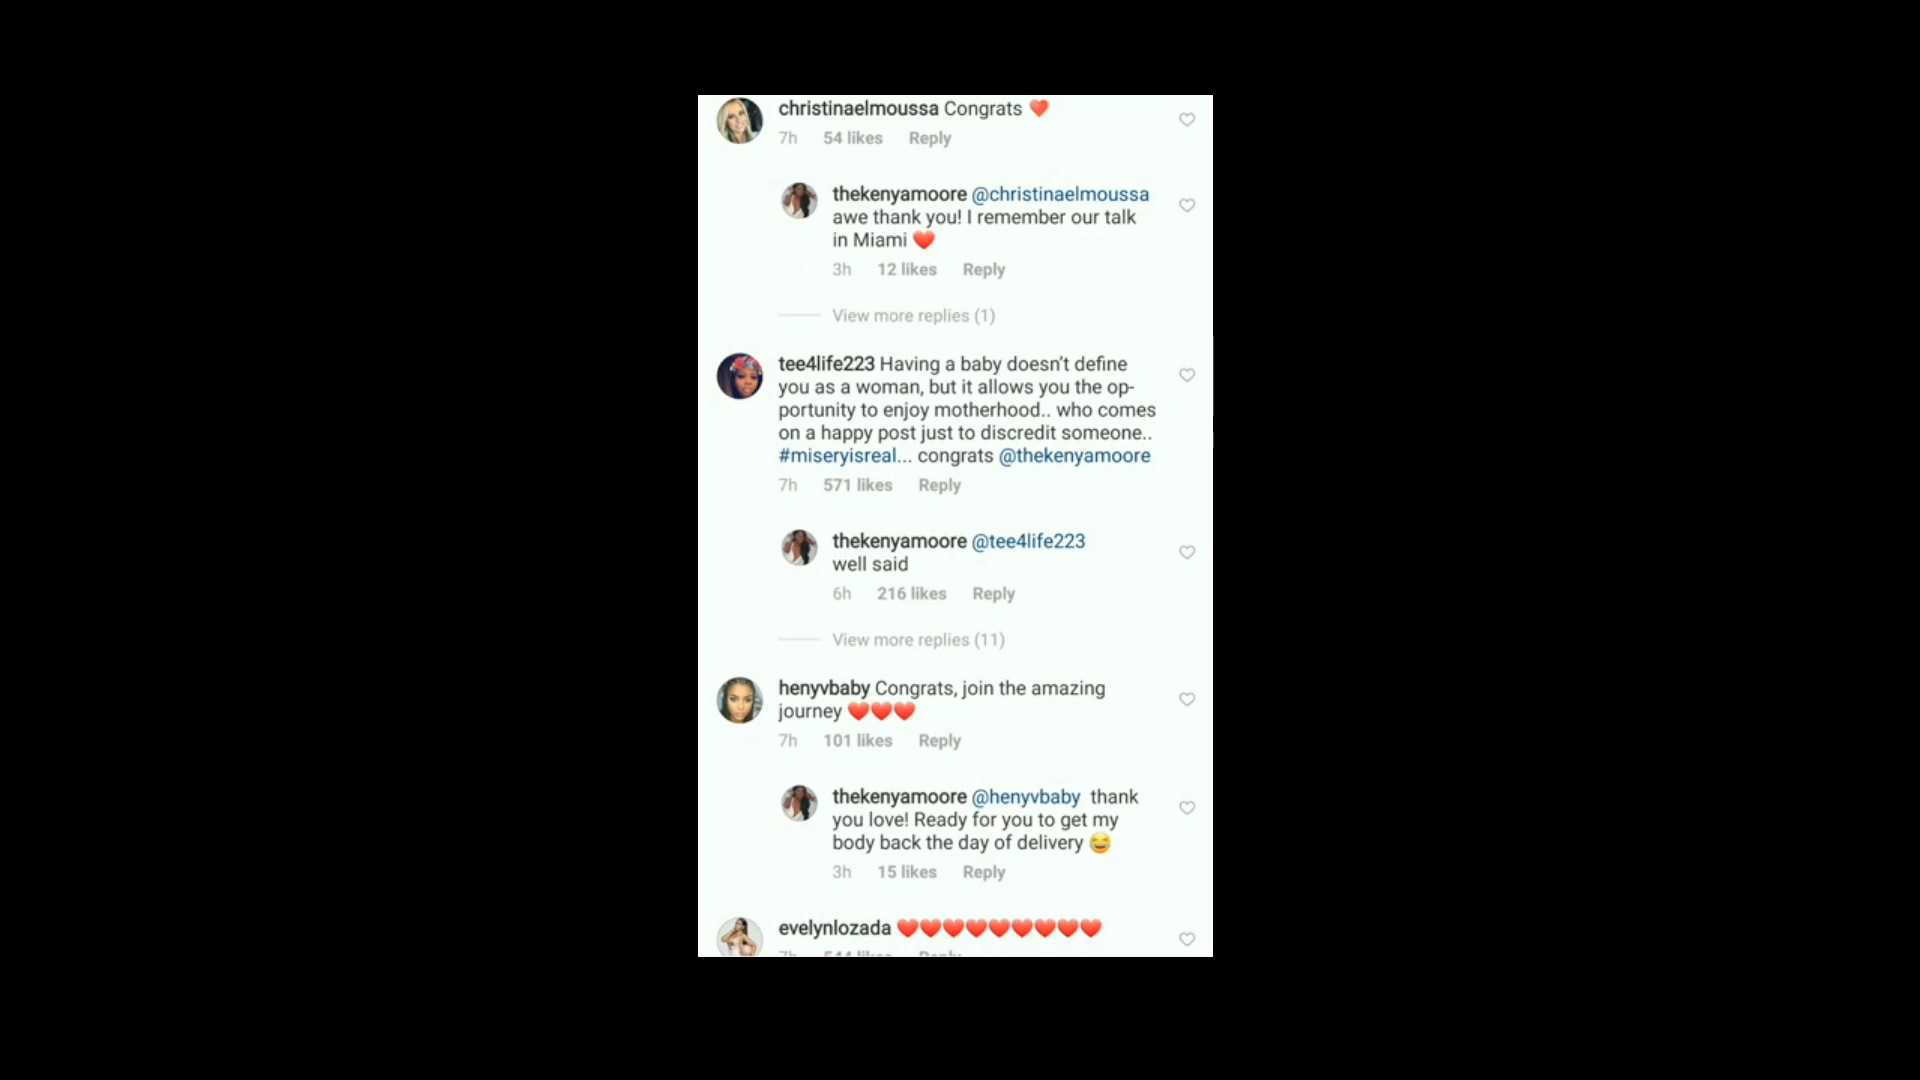 christinaelmoussa Congrats ❤️
7h 54 likes Reply
thekenyamoore @christinaelmoussa
awe thank you! I remember our talk
in Miami ❤️
3h 12 likes Reply
View more replies (1)
tee4life223 Having a baby doesn't define
you as a woman, but it allows you the op-
portunity to enjoy motherhood.. who comes
on a happy post just to discredit someone..
#miseryisreal... congrats @thekenyamoore
7h 571 likes Reply
thekenyamoore @tee4life223
well said
6h 216 likes Reply
View more replies (11)
henyvbaby Congrats, join the amazing
journey ❤️❤️❤️
7h 101 likes Reply
thekenyamoore @henyvbaby thank
you love! Ready for you to get my
body back the day of delivery 😂
3h 15 likes Reply
evelynlozada ❤️❤️❤️❤️❤️❤️❤️❤️❤️
7h 544 likes Reply